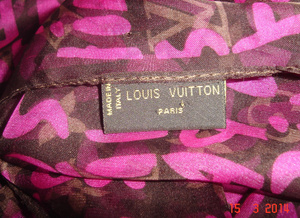 MADE IN
ITALY
LOUIS VUITTON
PARIS
15 3 2014